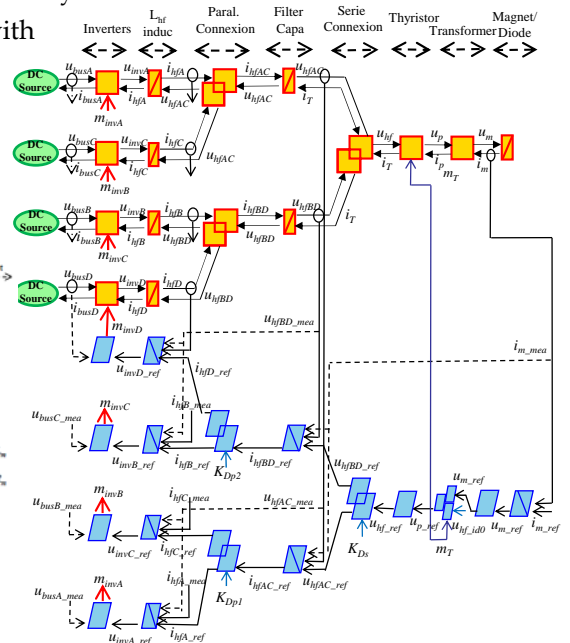 with
Inverters
L_hf
induc
Paral.
Connexion
Filter
Capa
Serie
Connexion
Thyristor
Transformer
Magnet/
Diode
DC
Source
u_busA
i_busA
m_invA
u_invA
i_hfA
i_hfAC
u_hfAC
u_hfAC
u_hfAC
i_T
DC
Source
u_busC
i_busC
m_invB
u_invC
i_hfC
i_hfC
u_hfAC
u_hf
i_T
u_p
i_p
m_T
u_m
i_m
DC
Source
u_busB
i_busB
m_invC
u_invB
i_hfB
i_hfB
u_hfBD
i_hfBD
u_hfBD
u_hfBD
i_T
DC
Source
u_busD
i_busD
m_invD
u_invD
i_hfD
i_hfD
u_hfBD
u_hfBD_mea
i_m_mea
u_invD_ref
i_hfD_ref
u_busC_mea
m_invC
i_hfB_mea
u_invB_ref
i_hfB_ref
K_Dp2
i_hfBD_ref
u_hfBD_ref
u_busB_mea
m_invB
i_hfC_mea
u_hfAC_mea
u_invC_ref
i_hfC_ref
u_hf_ref
K_Ds
u_p_ref
u_m_ref
u_hf_id0
m_T
u_m_ref
i_m_ref
u_busA_mea
m_invA
i_hfA_mea
u_invA_ref
i_hfA_ref
K_Dp1
i_hfAC_ref
u_hfAC_ref